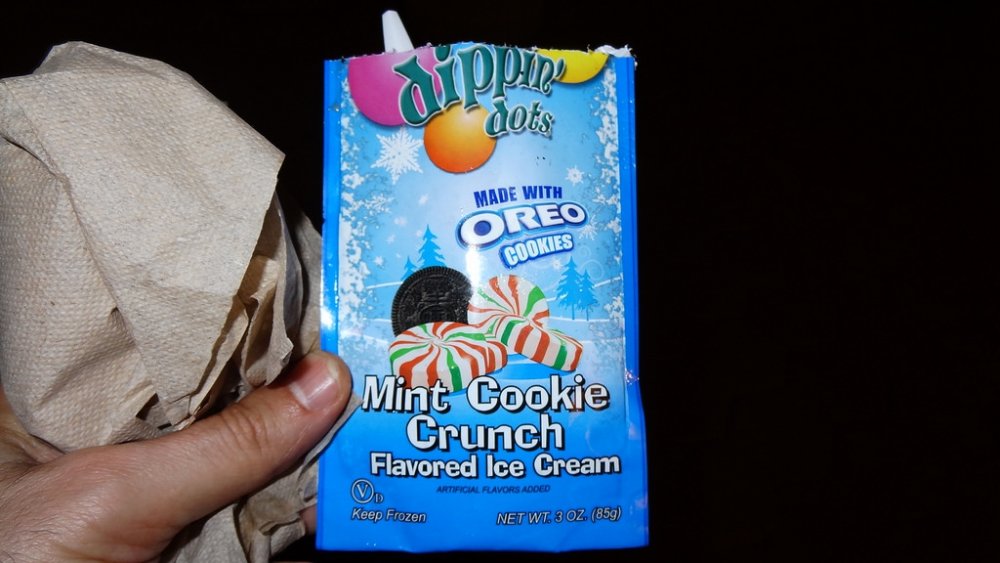 dippin'
dots
MADE WITH
OREO
COOKIES
Mint Cookie
Crunch
Flavored Ice Cream
ARTIFICIAL FLAVORS ADDED
V D
Keep Frozen
NET WT. 3 OZ. (85g)